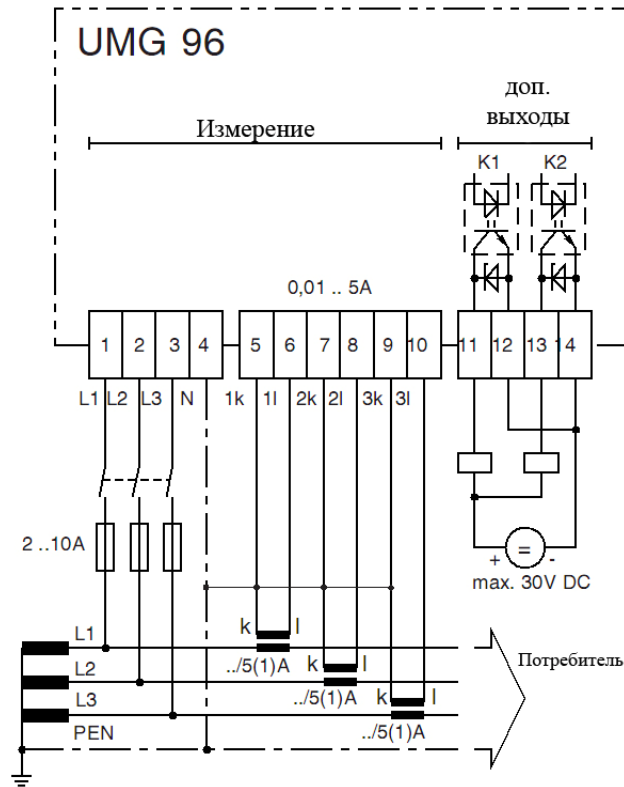 UMG 96
доп.
выходы
Измерение
K1 K2
0,01 .. 5A
1 2 3 4 5 6 7 8 9 10 11 12 13 14
L1 L2 L3 N 1k 1l 2k 2l 3k 3l
2 ..10A
+ = -
max. 30V DC
L1 k l
L2 ../5(1)A k l Потребитель
L3 ../5(1)A k l
PEN ../5(1)A